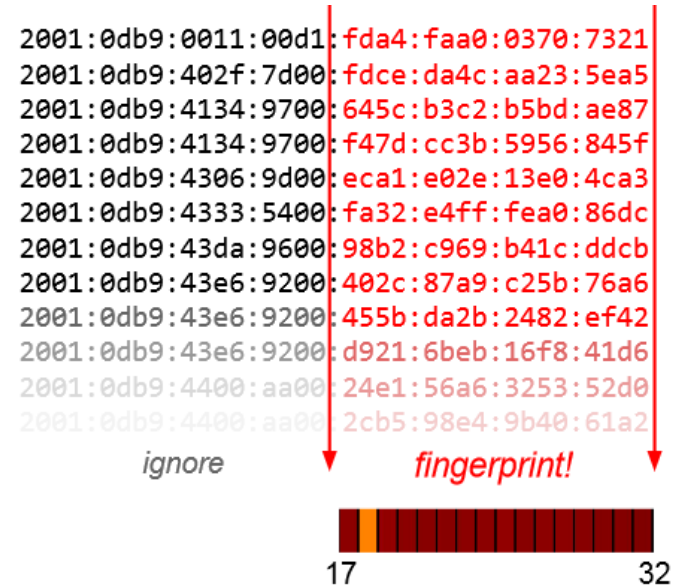 2001:0db9:0011:00d1:fda4:faa0:0370:7321
2001:0db9:402f:7d00:fdce:da4c:aa23:5ea5
2001:0db9:4134:9700:645c:b3c2:b5bd:ae87
2001:0db9:4134:9700:f47d:cc3b:5956:845f
2001:0db9:4306:9d00:eca1:e02e:13e0:4ca3
2001:0db9:4333:5400:fa32:e4ff:fea0:86dc
2001:0db9:43da:9600:98b2:c969:b41c:ddcb
2001:0db9:43e6:9200:402c:87a9:c25b:76a6
2001:0db9:43e6:9200:455b:da2b:2482:ef42
2001:0db9:43e6:9200:d921:6beb:16f8:41d6
2001:0db9:4400:aa00:24e1:56a6:3253:52d0
2001:0db9:4400:aa00:2cb5:98e4:9b40:61a2
ignore fingerprint!
17 32